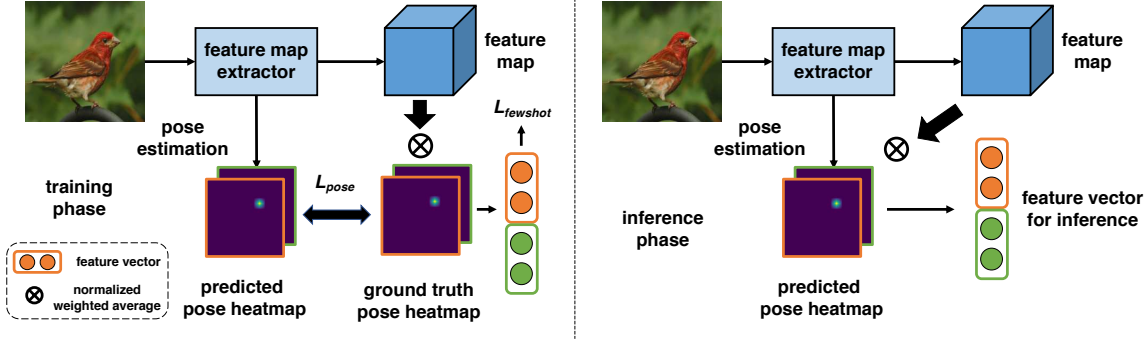 feature map
extractor
feature
map
L_fewshot
pose
estimation
training
phase
L_pose
feature vector
normalized
weighted average
predicted
pose heatmap
ground truth
pose heatmap
feature map
extractor
feature
map
pose
estimation
inference
phase
feature vector
for inference
predicted
pose heatmap